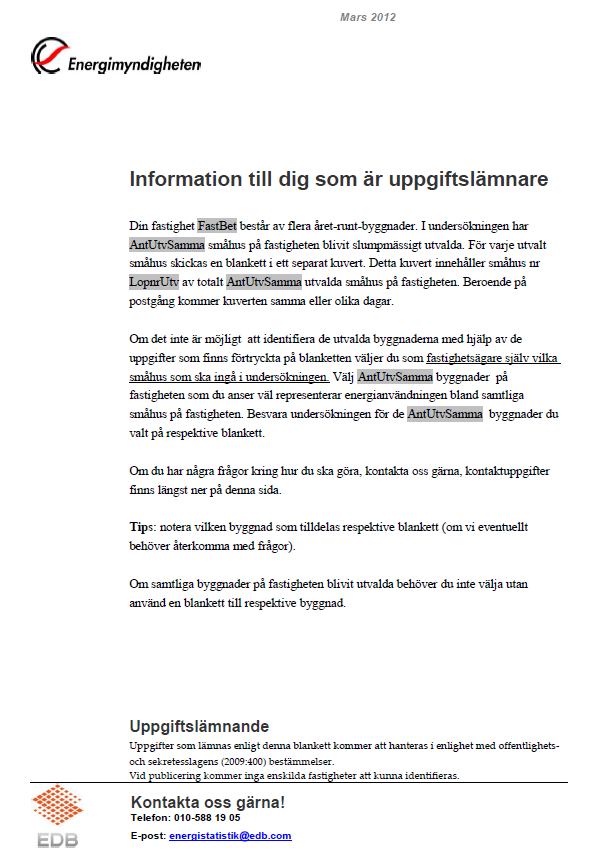 Mars 2012
Energimyndigheten
Information till dig som är uppgiftslämnare
Din fastighet FastBet består av flera året-runt-byggnader. I undersökningen har
AntUtvSamma småhus på fastigheten blivit slumpmässigt utvalda. För varje utvalt
småhus skickas en blankett i ett separat kuvert. Detta kuvert innehåller småhus nr
LopnrUtv av totalt AntUtvSamma utvalda småhus på fastigheten. Beroende på
postgång kommer kuverten samma eller olika dagar.
Om det inte är möjligt  att identifiera de utvalda byggnaderna med hjälp av de
uppgifter som finns förtryckta på blanketten väljer du som fastighetsägare själv vilka
småhus som ska ingå i undersökningen. Välj AntUtvSamma byggnader  på
fastigheten som du anser väl representerar energianvändningen bland samtliga
småhus på fastigheten. Besvara undersökningen för de AntUtvSamma  byggnader du
valt på respektive blankett.
Om du har några frågor kring hur du ska göra, kontakta oss gärna, kontaktuppgifter
finns längst ner på denna sida.
Tips: notera vilken byggnad som tilldelas respektive blankett (om vi eventuellt
behöver återkomma med frågor).
Om samtliga byggnader på fastigheten blivit utvalda behöver du inte välja utan
använd en blankett till respektive byggnad.
Uppgiftslämnande
Uppgifter som lämnas enligt denna blankett kommer att hanteras i enlighet med offentlighets-
och sekretesslagens (2009:400) bestämmelser.
Vid publicering kommer inga enskilda fastigheter att kunna identifieras.
Kontakta oss gärna!
Telefon: 010-588 19 05
E-post: energistatistik@edb.com
EDB